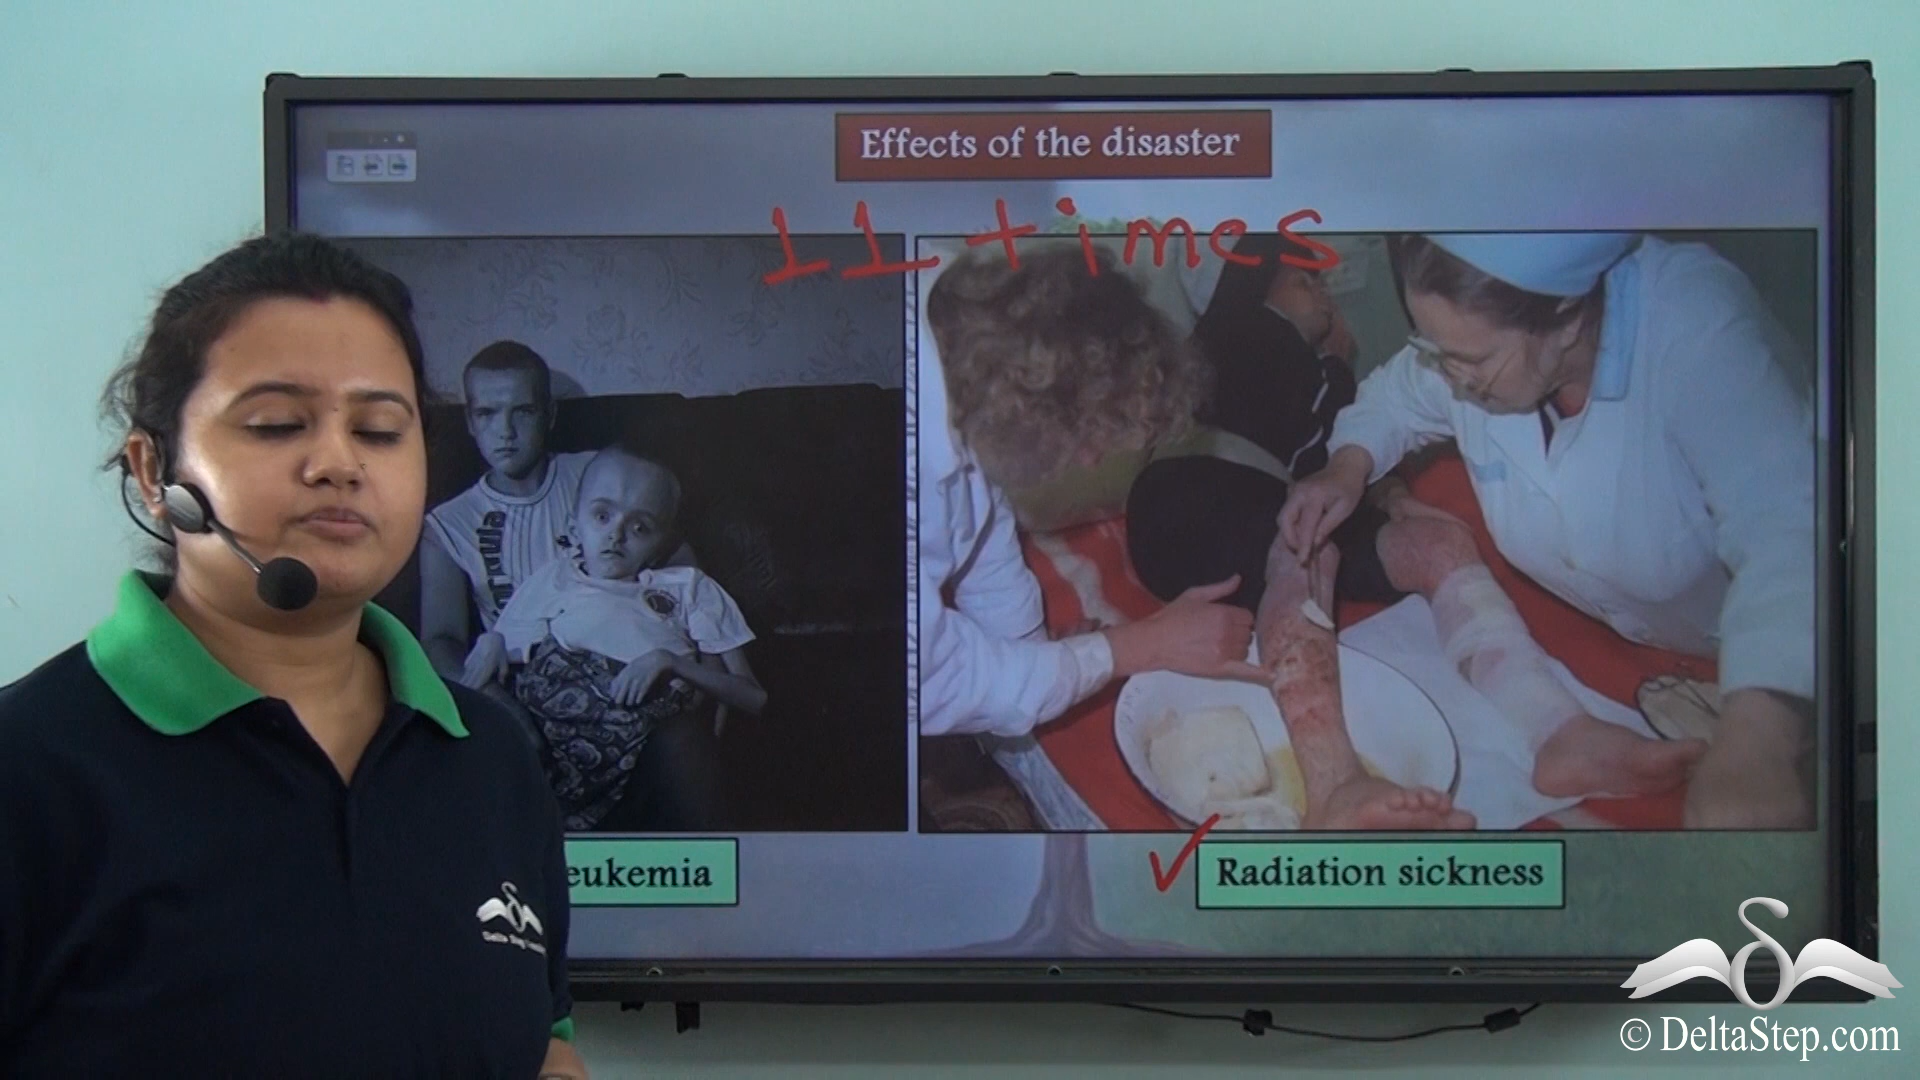 Effects of the disaster
11 times
eukemia
Radiation sickness
© DeltaStep.com